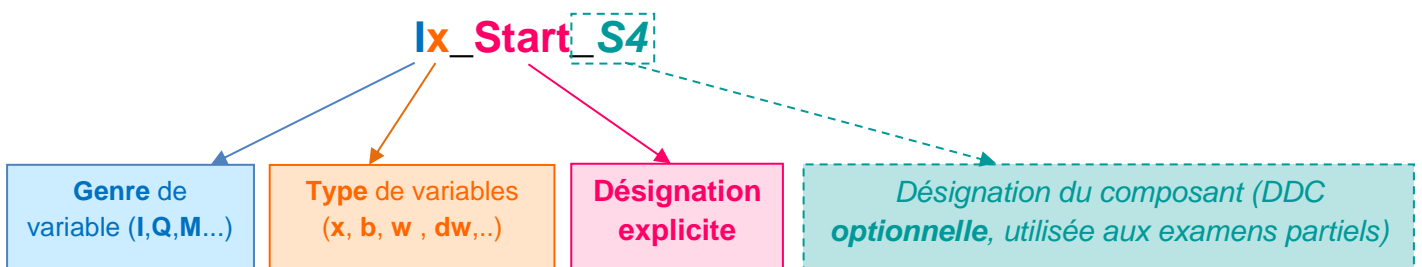 Ix_Start_S4
Genre de
variable (I,Q,M...)
Type de variables
(x, b, w , dw,..)
Désignation
explicite
Désignation du composant (DDC
optionnelle, utilisée aux examens partiels)